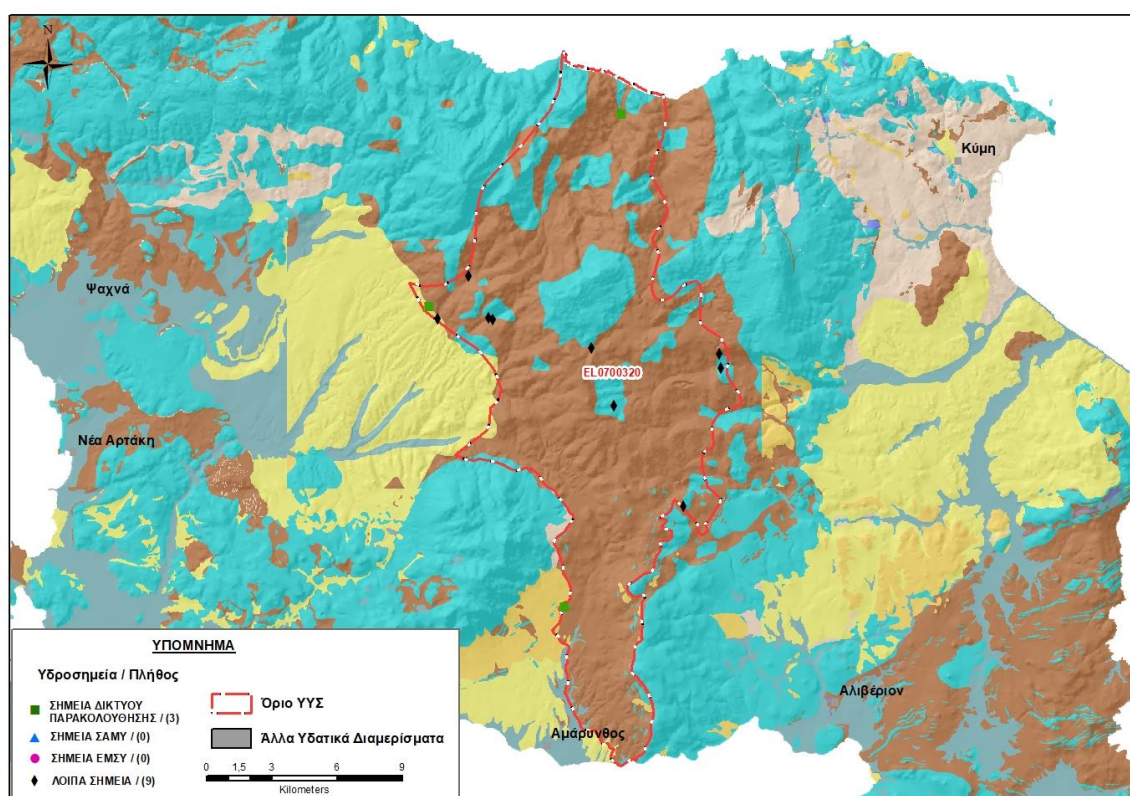 N
Κύμη
Ψαχνά
EL0700320
Νέα Αρτάκη
Αλιβέριον
Αμάρυνθος
ΥΠΟΜΝΗΜΑ
Υδροσημεία / Πλήθος
ΣΗΜΕΙΑ ΔΙΚΤΥΟΥ
ΠΑΡΑΚΟΛΟΥΘΗΣΗΣ / (3)
ΣΗΜΕΙΑ ΣΑΜΥ / (0)
ΣΗΜΕΙΑ ΕΜΣΥ / (0)
ΛΟΙΠΑ ΣΗΜΕΙΑ / (9)
Όριο ΥΥΣ
Άλλα Υδατικά Διαμερίσματα
0 1,5 3 6 9
Kilometers